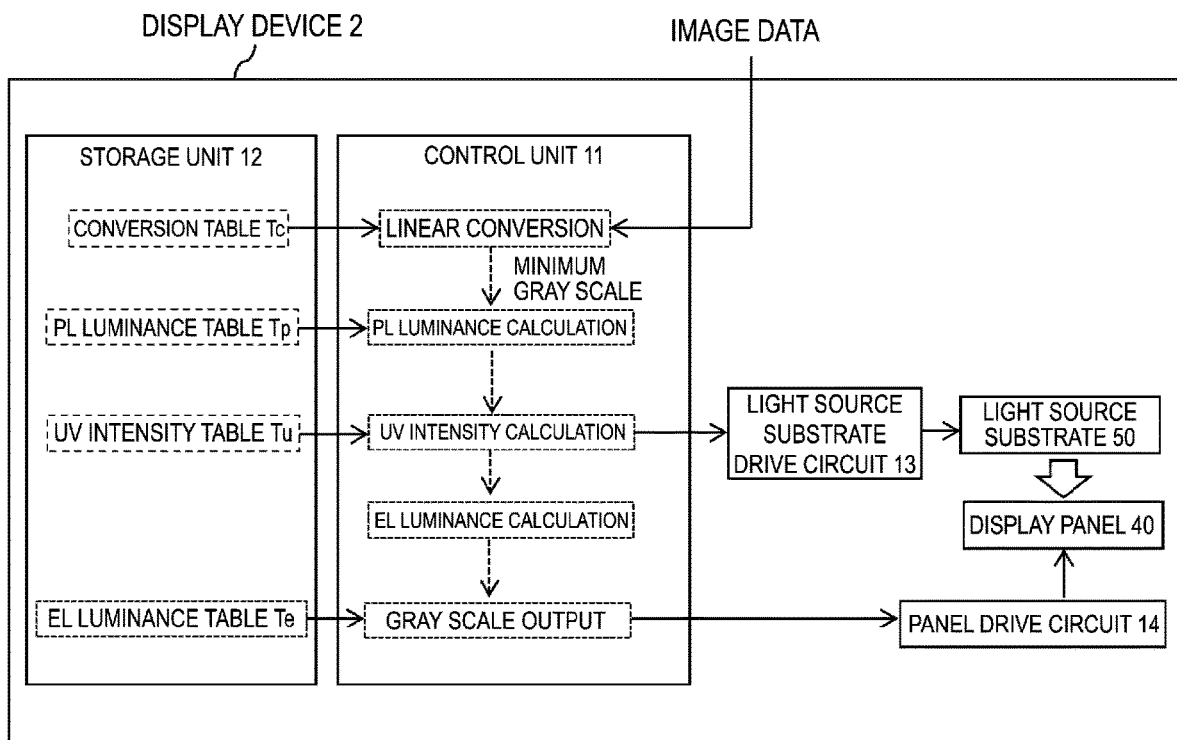 DISPLAY DEVICE 2
IMAGE DATA
STORAGE UNIT 12
CONTROL UNIT 11
CONVERSION TABLE Tc
LINEAR CONVERSION
MINIMUM
GRAY SCALE
PL LUMINANCE TABLE Tp
PL LUMINANCE CALCULATION
UV INTENSITY TABLE Tu
UV INTENSITY CALCULATION
LIGHT SOURCE
SUBSTRATE
DRIVE CIRCUIT 13
LIGHT SOURCE
SUBSTRATE 50
EL LUMINANCE CALCULATION
DISPLAY PANEL 40
EL LUMINANCE TABLE Te
GRAY SCALE OUTPUT
PANEL DRIVE CIRCUIT 14